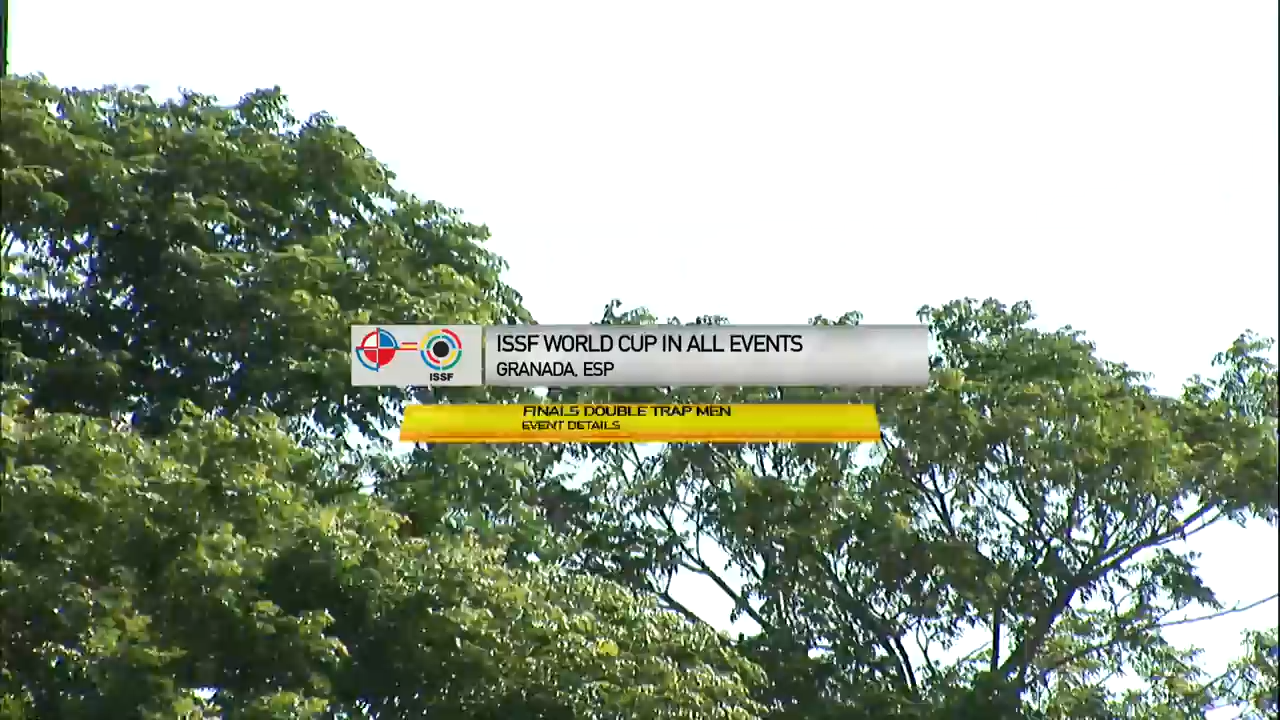 ISSF
ISSF WORLD CUP IN ALL EVENTS
GRANADA, ESP
FINALS DOUBLE TRAP MEN
EVENT DETAILS